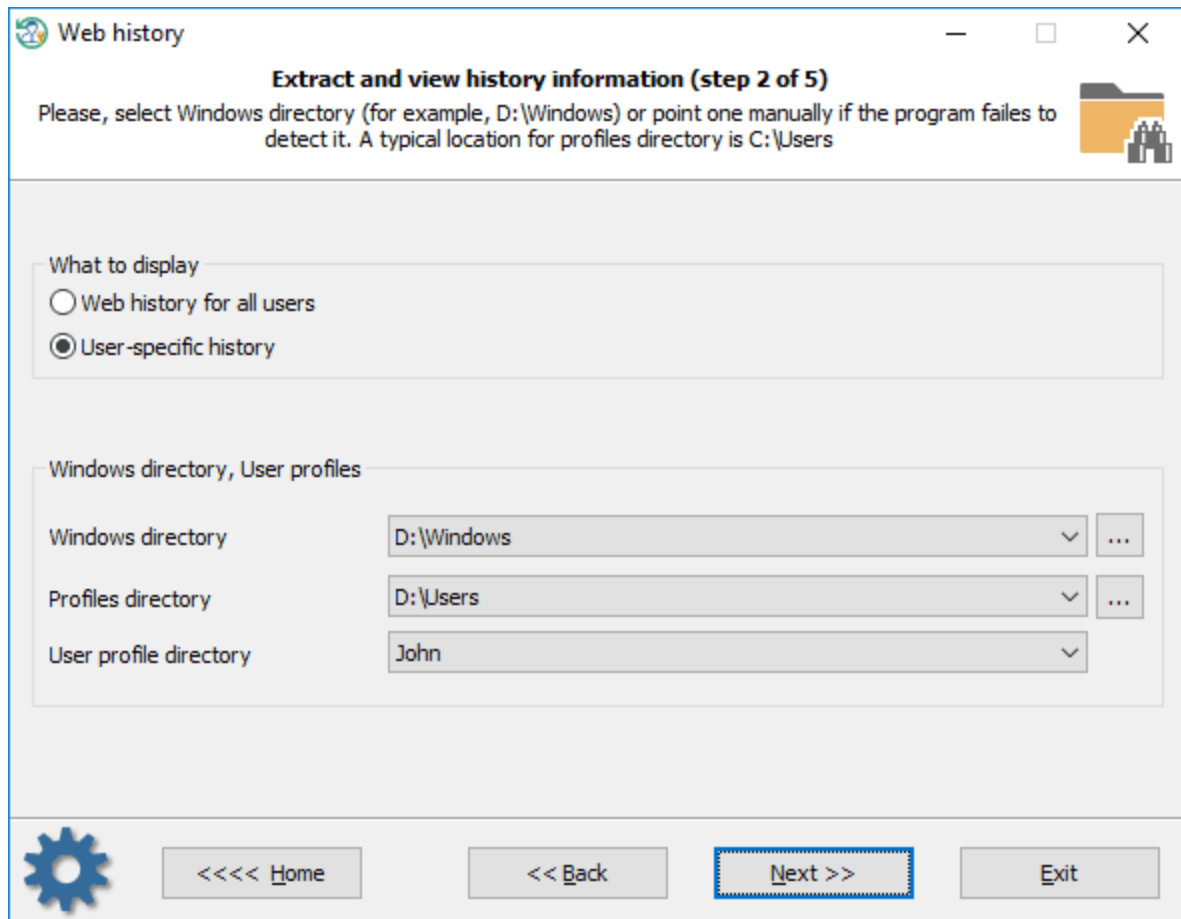 Web history
Extract and view history information (step 2 of 5)
Please, select Windows directory (for example, D:\Windows) or point one manually if the program failes to
detect it. A typical location for profiles directory is C:\Users
What to display
Web history for all users
User-specific history
Windows directory, User profiles
Windows directory
D:\Windows
...
Profiles directory
D:\Users
...
User profile directory
John
<<<< Home
<< Back
Next >>
Exit